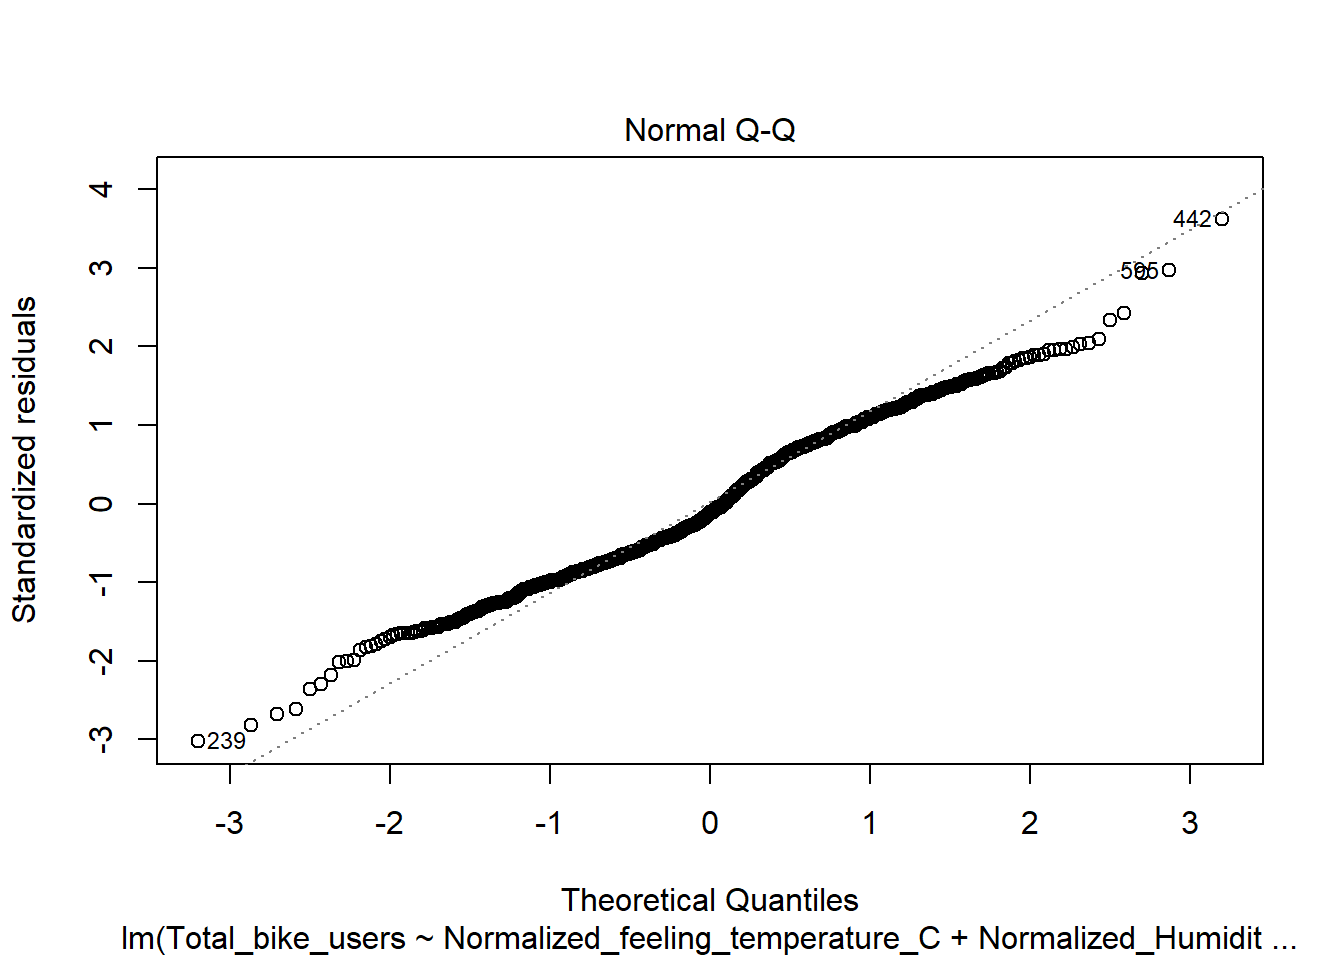 Normal Q-Q
4
3
2
1
0
-1
-2
-3
Standardized residuals
442
595
239
-3 -2 -1 0 1 2 3
Theoretical Quantiles
lm(Total_bike_users ~ Normalized_feeling_temperature_C + Normalized_Humidit ...